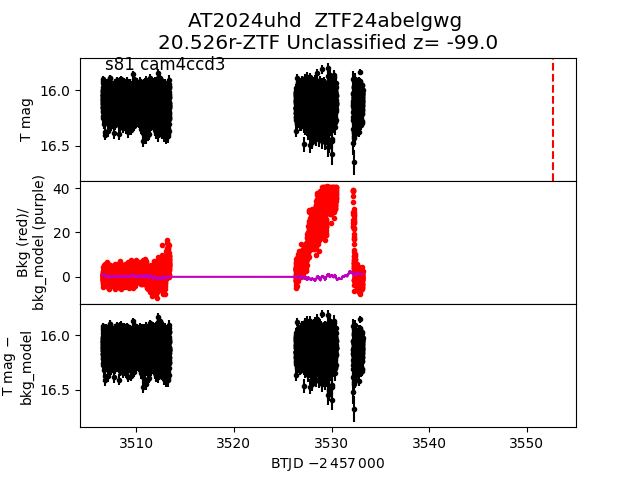 AT2024uhd  ZTF24abelgwg
20.526r-ZTF Unclassified z= -99.0
s81 cam4ccd3
16.0
16.5
T mag
40
20
0
Bkg (red)/
bkg_model (purple)
16.0
16.5
T mag −
bkg_model
3510
3520
3530
3540
3550
BTJD −2 457 000